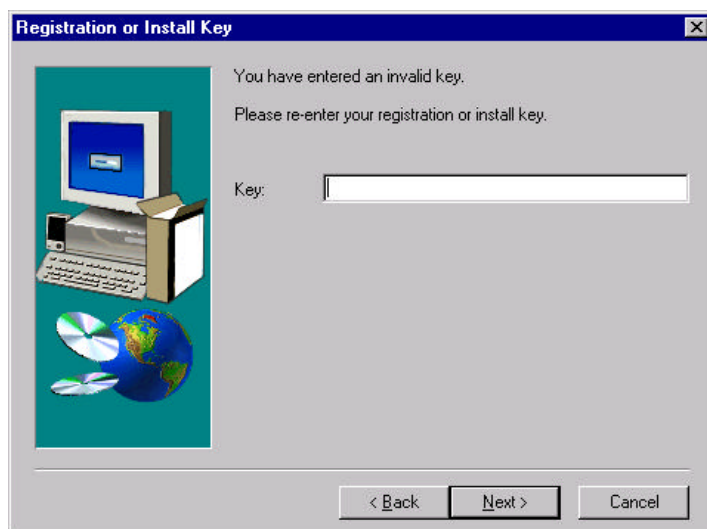 Registration or Install Key
You have entered an invalid key.
Please re-enter your registration or install key.
Key:
< Back Next > Cancel